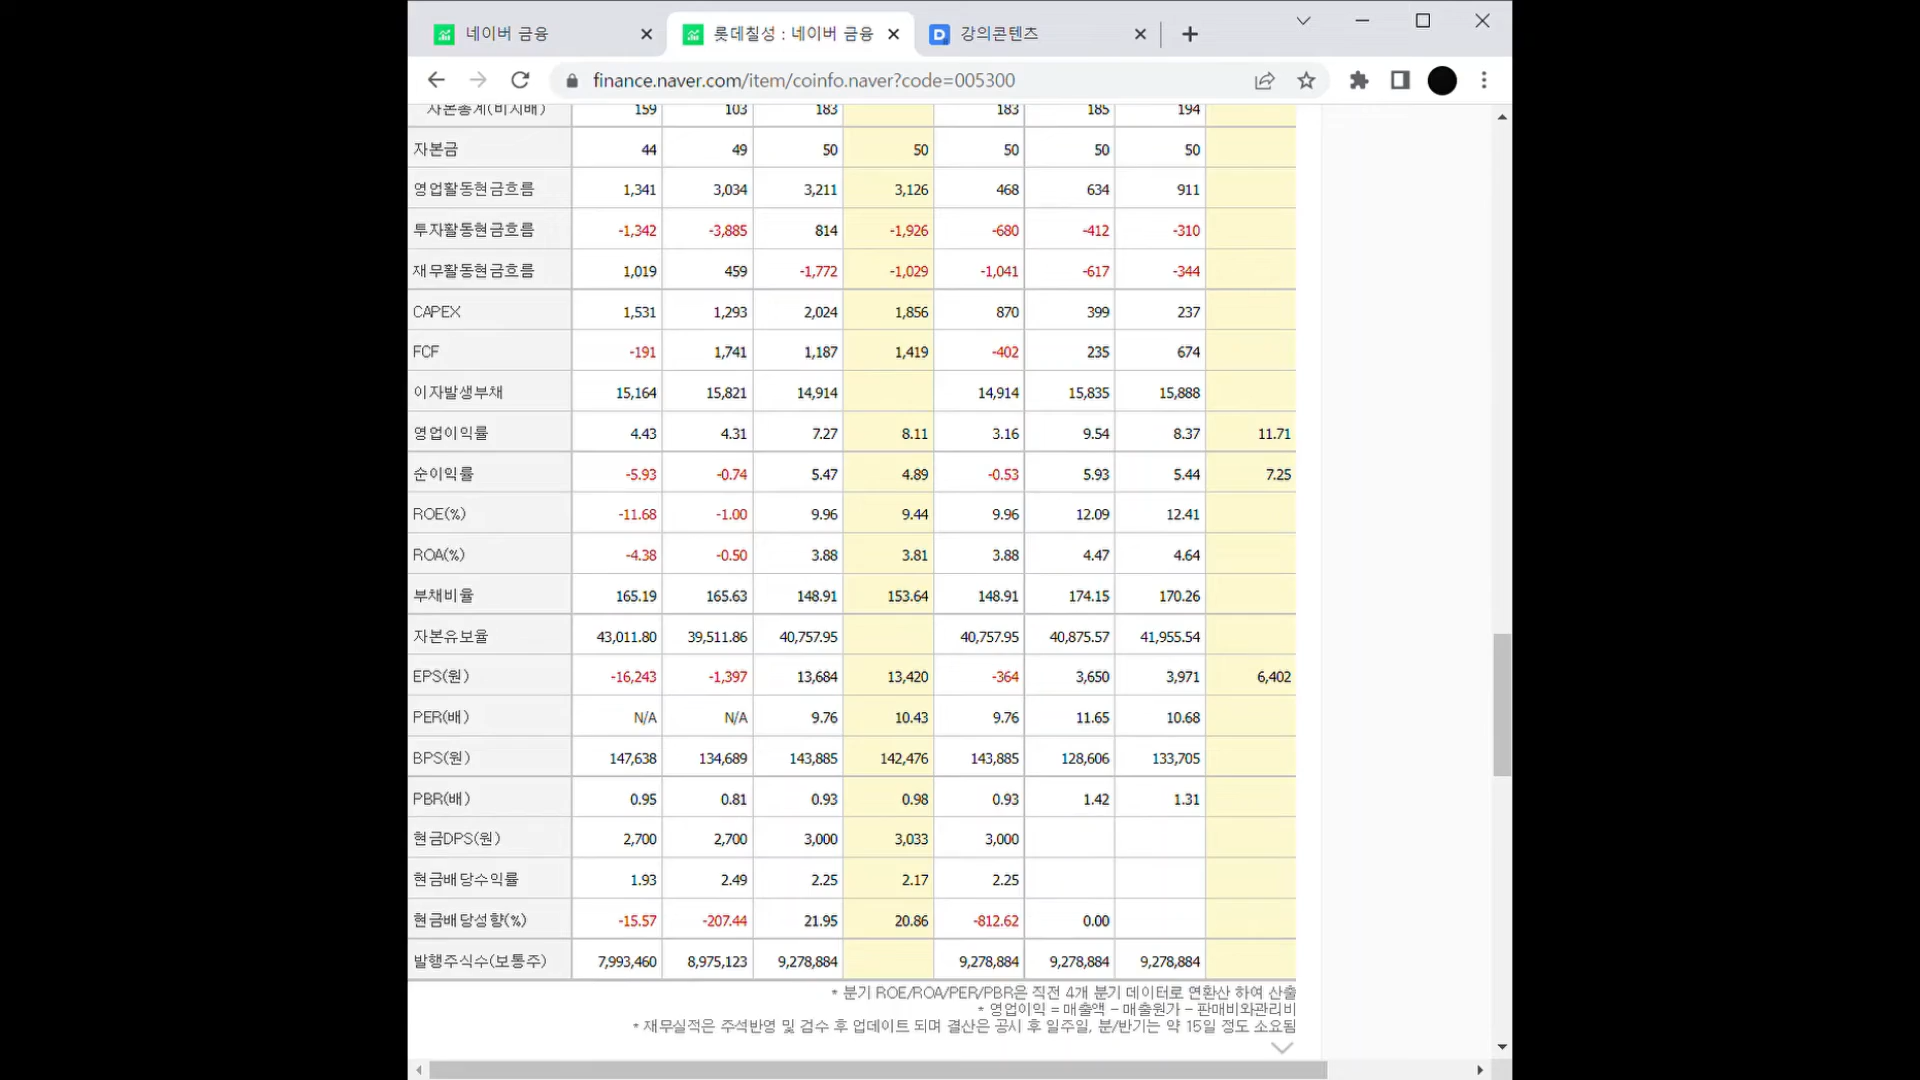 네이버 금융
롯데칠성 : 네이버 금융
강의콘텐츠
finance.naver.com/item/coinfo.naver?code=005300
자본총계(비지배) 159 103 183 183 185 194
자본금 44 49 50 50 50 50 50
영업활동현금흐름 1,341 3,034 3,211 3,126 468 634 911
투자활동현금흐름 -1,342 -3,885 814 -1,926 -680 -412 -310
재무활동현금흐름 1,019 459 -1,772 -1,029 -1,041 -617 -344
CAPEX 1,531 1,293 2,024 1,856 870 399 237
FCF -191 1,741 1,187 1,419 -402 235 674
이자발생부채 15,164 15,821 14,914 14,914 15,835 15,888
영업이익률 4.43 4.31 7.27 8.11 3.16 9.54 8.37 11.71
순이익률 -5.93 -0.74 5.47 4.89 -0.53 5.93 5.44 7.25
ROE(%) -11.68 -1.00 9.96 9.44 9.96 12.09 12.41
ROA(%) -4.38 -0.50 3.88 3.81 3.88 4.47 4.64
부채비율 165.19 165.63 148.91 153.64 148.91 174.15 170.26
자본유보율 43,011.80 39,511.86 40,757.95 40,757.95 40,875.57 41,955.54
EPS(원) -16,243 -1,397 13,684 13,420 -364 3,650 3,971 6,402
PER(배) N/A N/A 9.76 10.43 9.76 11.65 10.68
BPS(원) 147,638 134,689 143,885 142,476 143,885 128,606 133,705
PBR(배) 0.95 0.81 0.93 0.98 0.93 1.42 1.31
현금DPS(원) 2,700 2,700 3,000 3,033 3,000
현금배당수익률 1.93 2.49 2.25 2.17 2.25
현금배당성향(%) -15.57 -207.44 21.95 20.86 -812.62 0.00
발행주식수(보통주) 7,993,460 8,975,123 9,278,884 9,278,884 9,278,884 9,278,884
* 분기 ROE/ROA/PER/PBR은 직전 4개 분기 데이터로 연환산 하여 산출
* 영업이익 = 매출액 - 매출원가 - 판매비와관리비
* 재무실적은 주석반영 및 검수 후 업데이트 되며 결산은 공시 후 일주일, 분/반기는 약 15일 정도 소요됨